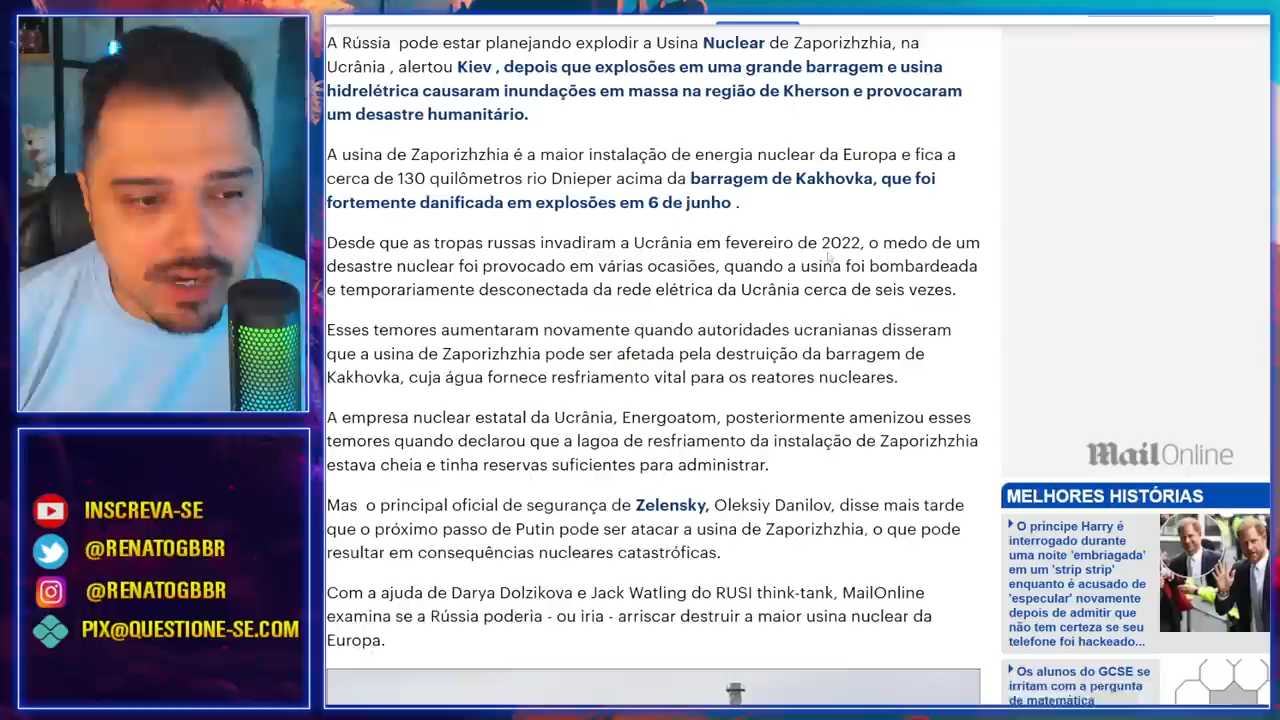 A Rússia pode estar planejando explodir a Usina Nuclear de Zaporizhzhia, na
Ucrânia , alertou Kiev , depois que explosões em uma grande barragem e usina
hidrelétrica causaram inundações em massa na região de Kherson e provocaram
um desastre humanitário.
A usina de Zaporizhzhia é a maior instalação de energia nuclear da Europa e fica a
cerca de 130 quilômetros rio Dnieper acima da barragem de Kakhovka, que foi
fortemente danificada em explosões em 6 de junho .
Desde que as tropas russas invadiram a Ucrânia em fevereiro de 2022, o medo de um
desastre nuclear foi provocado em várias ocasiões, quando a usina foi bombardeada
e temporariamente desconectada da rede elétrica da Ucrânia cerca de seis vezes.
Esses temores aumentaram novamente quando autoridades ucranianas disseram
que a usina de Zaporizhzhia pode ser afetada pela destruição da barragem de
Kakhovka, cuja água fornece resfriamento vital para os reatores nucleares.
A empresa nuclear estatal da Ucrânia, Energoatom, posteriormente amenizou esses
temores quando declarou que a lagoa de resfriamento da instalação de Zaporizhzhia
estava cheia e tinha reservas suficientes para administrar.
Mas o principal oficial de segurança de Zelensky, Oleksiy Danilov, disse mais tarde
que o próximo passo de Putin pode ser atacar a usina de Zaporizhzhia, o que pode
resultar em consequências nucleares catastróficas.
Com a ajuda de Darya Dolzikova e Jack Watling do RUSI think-tank, MailOnline
examina se a Rússia poderia - ou iria - arriscar destruir a maior usina nuclear da
Europa.
MailOnline
MELHORES HISTÓRIAS
O príncipe Harry é
interrogado durante
uma noite 'embriagada'
em um 'strip strip'
enquanto é acusado de
'especular' novamente
depois de admitir que
não tem certeza se seu
telefone foi hackeado...
Os alunos do GCSE se
irritam com a pergunta
de matemática
INSCREVA-SE
@RENATOGBBR
@RENATOGBBR
PIX@QUESTIONE-SE.COM